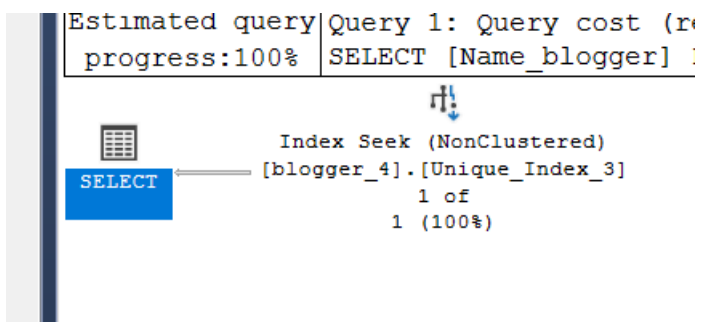 Estimated query
progress:100%
Query 1: Query cost
SELECT [Name_blogger]
SELECT
Index Seek (NonClustered)
[blogger_4].[Unique_Index_3]
1 of
1 (100%)